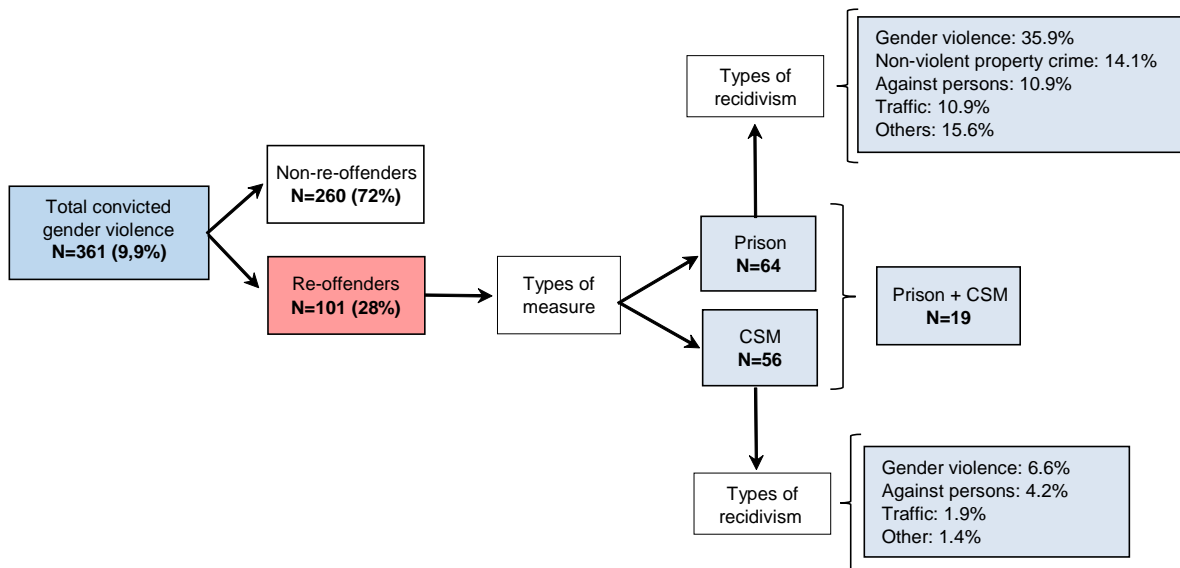 Total convicted
gender violence
N=361 (9,9%)
Non-re-offenders
N=260 (72%)
Re-offenders
N=101 (28%)
Types of
measure
Prison
N=64
CSM
N=56
Prison + CSM
N=19
Types of
recidivism
Gender violence: 35.9%
Non-violent property crime: 14.1%
Against persons: 10.9%
Traffic: 10.9%
Others: 15.6%
Types of
recidivism
Gender violence: 6.6%
Against persons: 4.2%
Traffic: 1.9%
Other: 1.4%